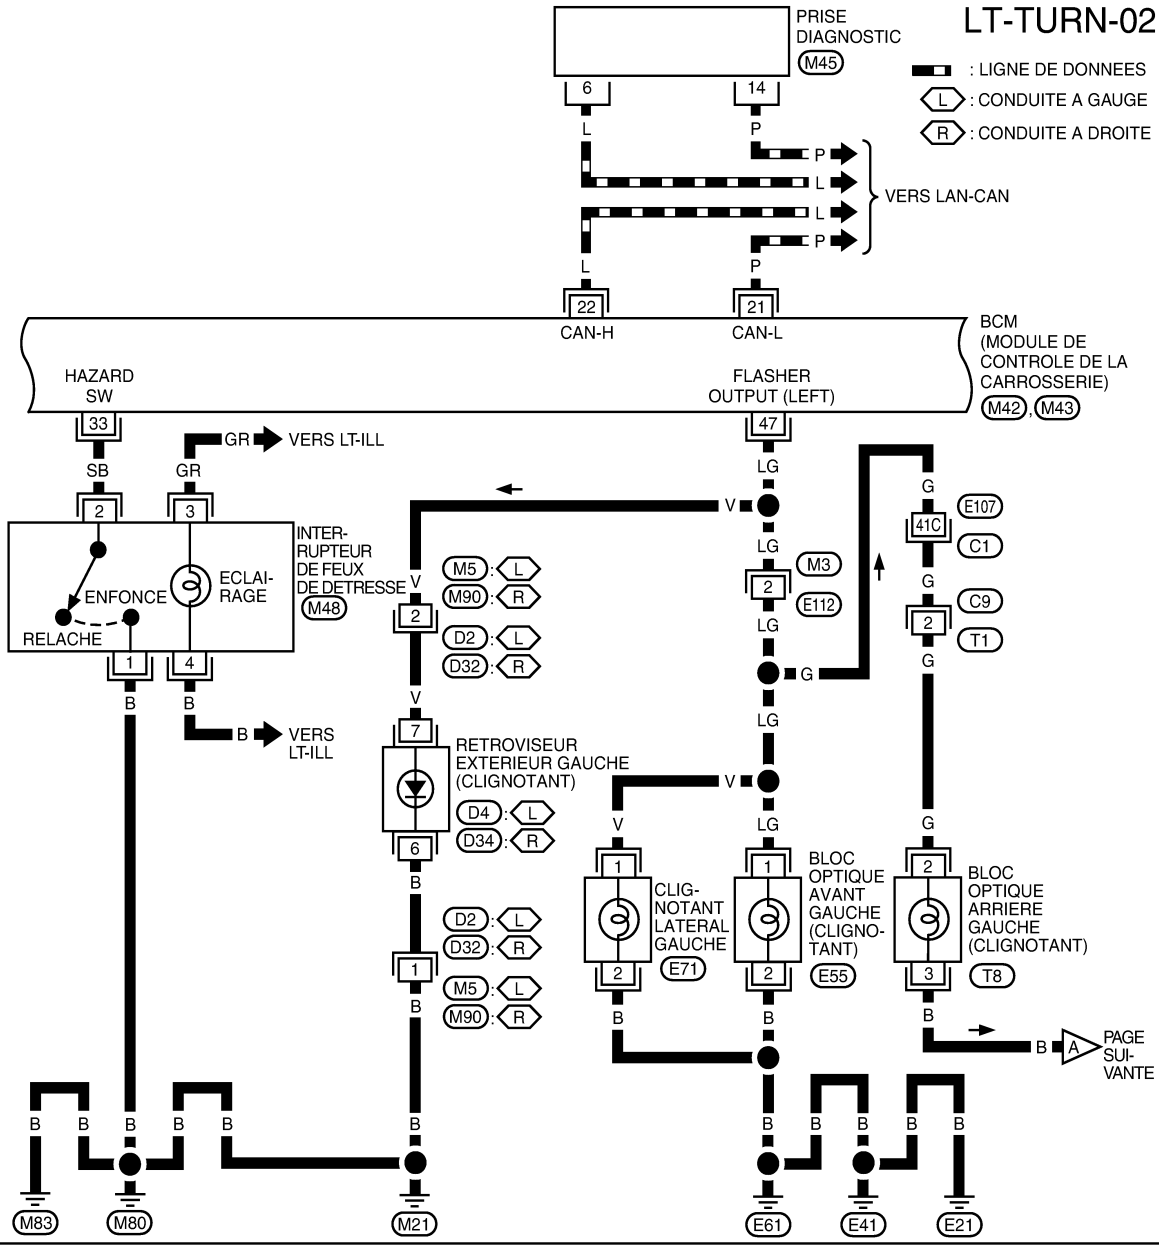 LT-TURN-02
PRISE
DIAGNOSTIC
M45
: LIGNE DE DONNEES
L : CONDUITE A GAUGE
R : CONDUITE A DROITE
6
14
L
P
P
L
VERS LAN-CAN
L
P
L
P
22
21
CAN-H
CAN-L
BCM
(MODULE DE
CONTROLE DE LA
CARROSSERIE)
M42 , M43
HAZARD
SW
FLASHER
OUTPUT (LEFT)
33
47
GR
VERS LT-ILL
SB
GR
LG
G
2
3
V
E107
41C
C1
INTER-
RUPTEUR
DE FEUX
DE DETRESSE
M48
ECLAI-
RAGE
ENFONCE
RELACHE
LG
M3
2
E112
V
M5 : L
M90 : R
2
D2 : L
D32 : R
G
C9
2
T1
LG
G
1
4
B
B
G
V
B
VERS
LT-ILL
LG
7
RETROVISEUR
EXTERIEUR GAUCHE
(CLIGNOTANT)
D4 : L
D34 : R
6
V
V
LG
G
1
1
2
BLOC
OPTIQUE
AVANT
GAUCHE
(CLIGNO-
TANT)
E55
BLOC
OPTIQUE
ARRIERE
GAUCHE
(CLIGNOTANT)
T8
CLIG-
NOTANT
LATERAL
GAUCHE
E71
B
D2 : L
D32 : R
1
M5 : L
M90 : R
B
2
2
3
B
B
B
B
A
PAGE
SUI-
VANTE
B
B
B
B
B
B
B
B
B
B
B
M83
M80
M21
E61
E41
E21